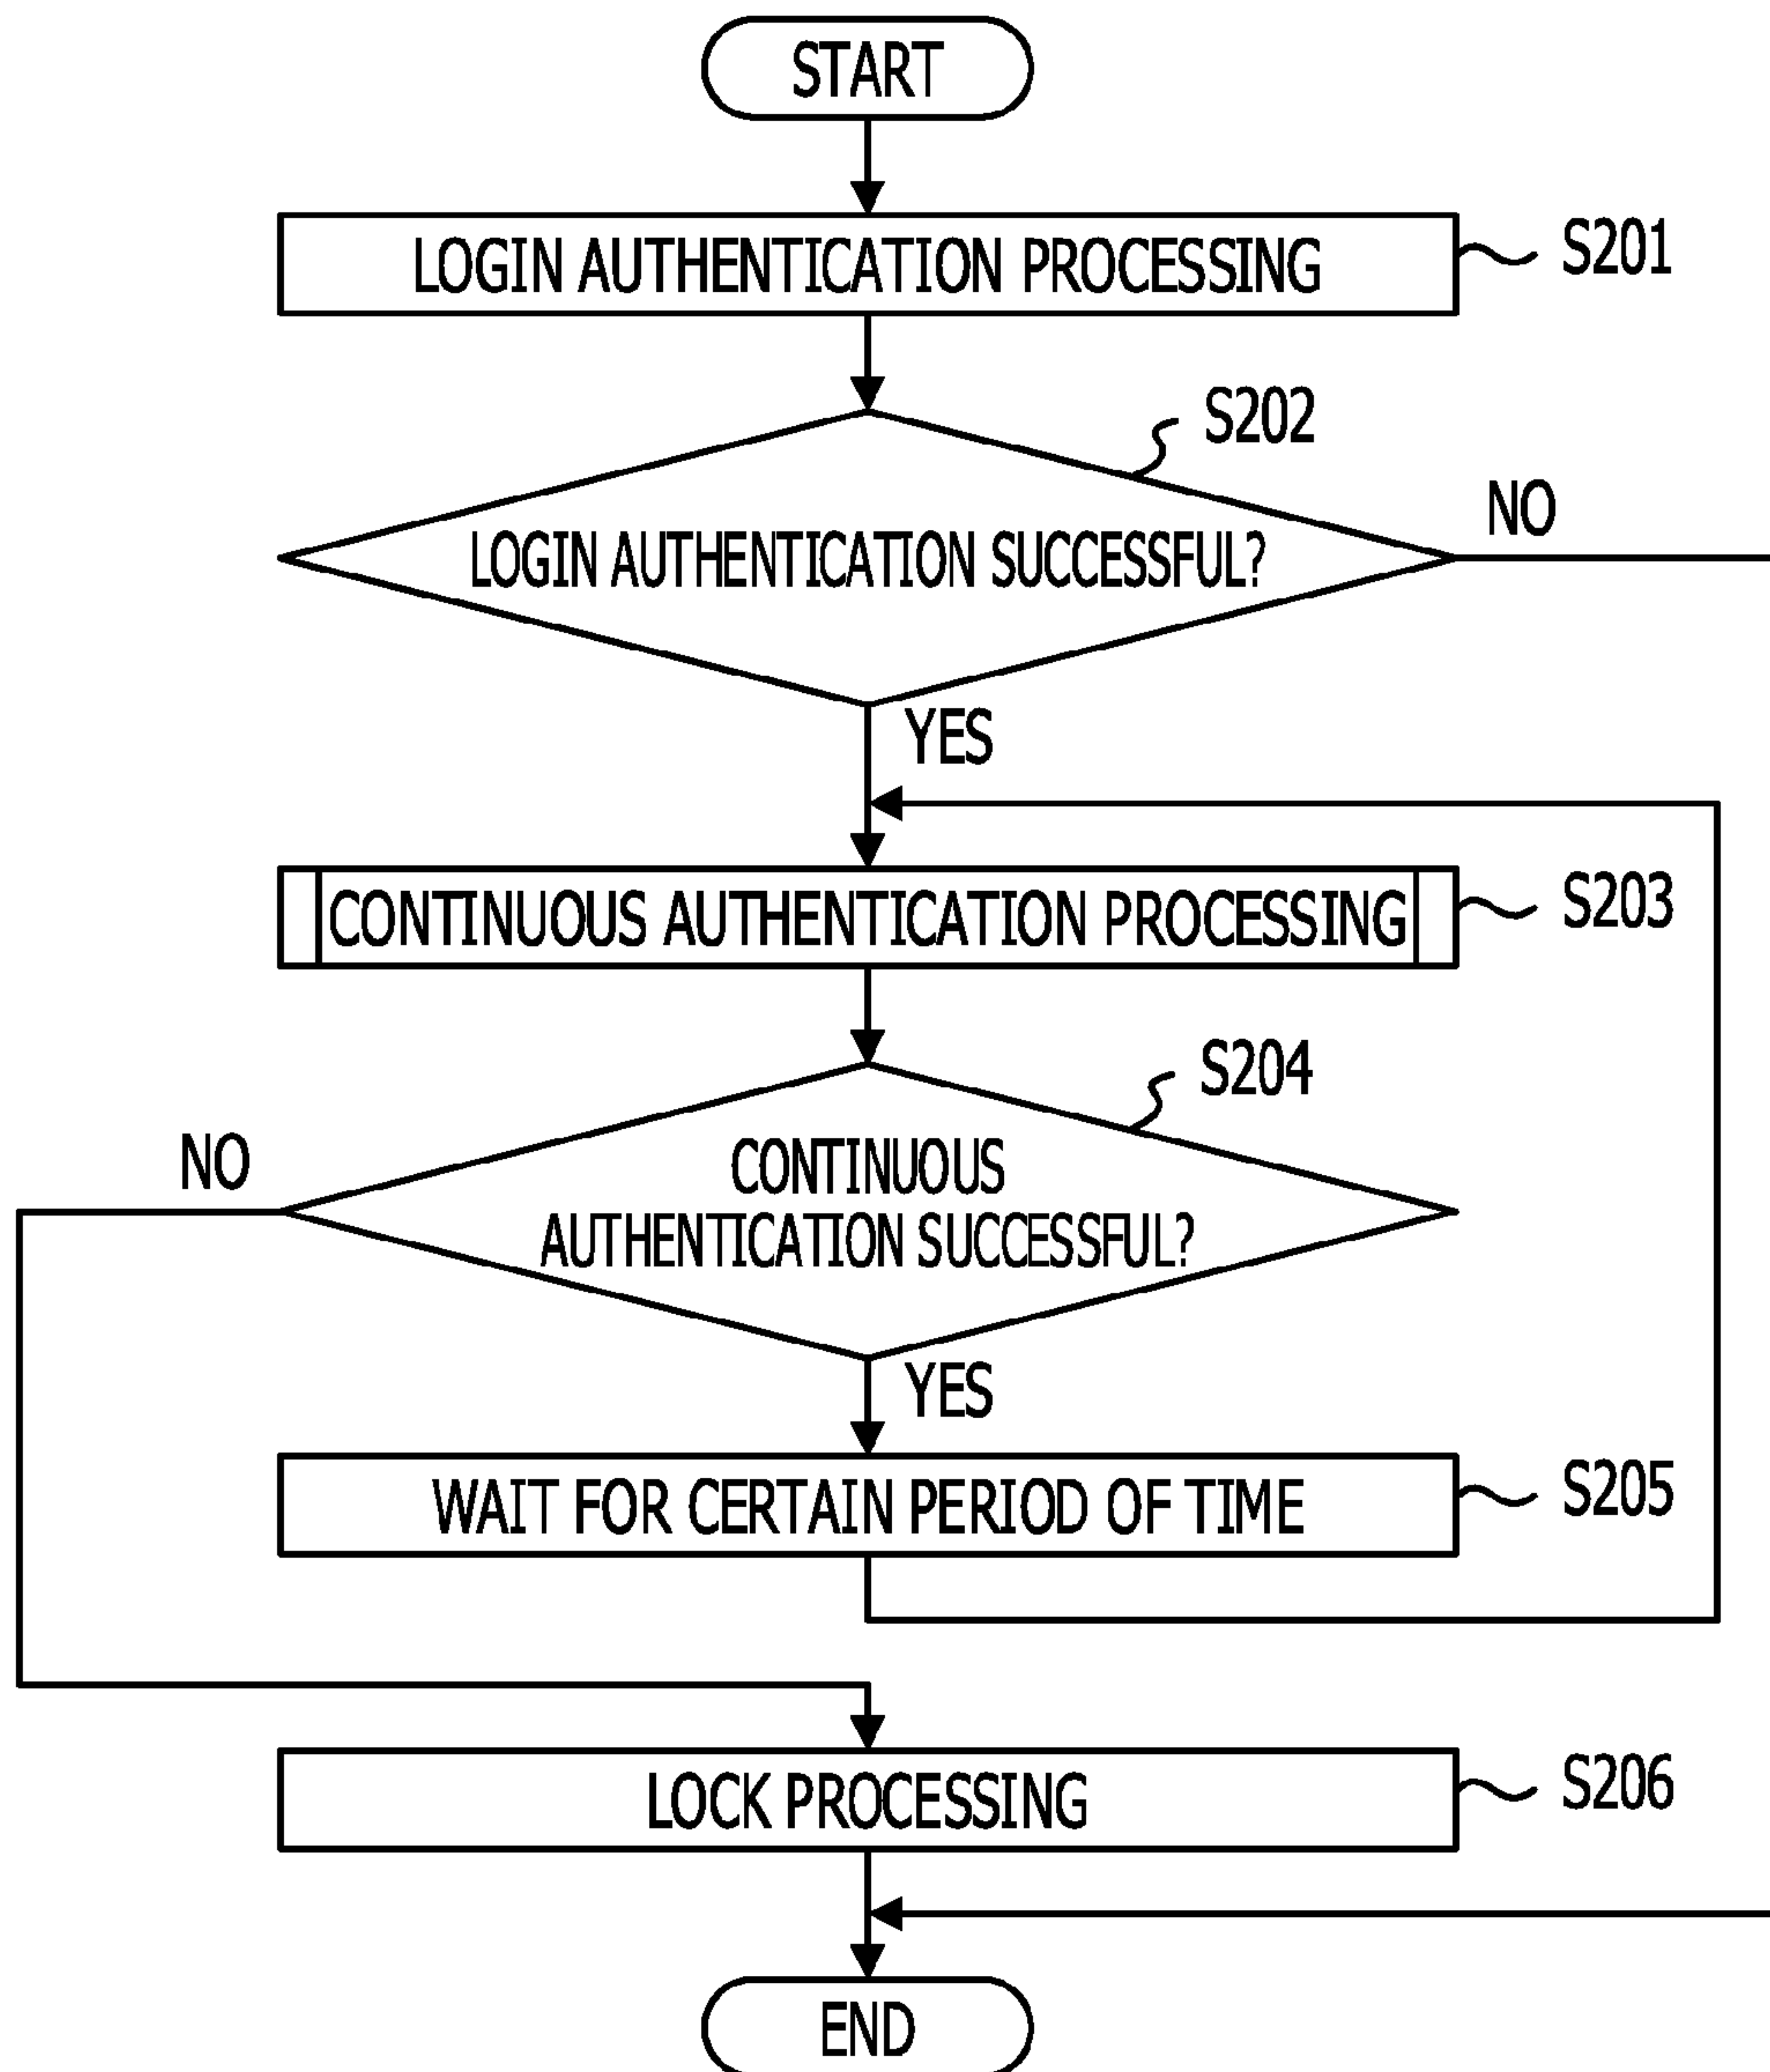 START
LOGIN AUTHENTICATION PROCESSING
S201
S202
LOGIN AUTHENTICATION SUCCESSFUL?
NO
YES
CONTINUOUS AUTHENTICATION PROCESSING
S203
S204
NO
CONTINUOUS
AUTHENTICATION SUCCESSFUL?
YES
WAIT FOR CERTAIN PERIOD OF TIME
S205
LOCK PROCESSING
S206
END